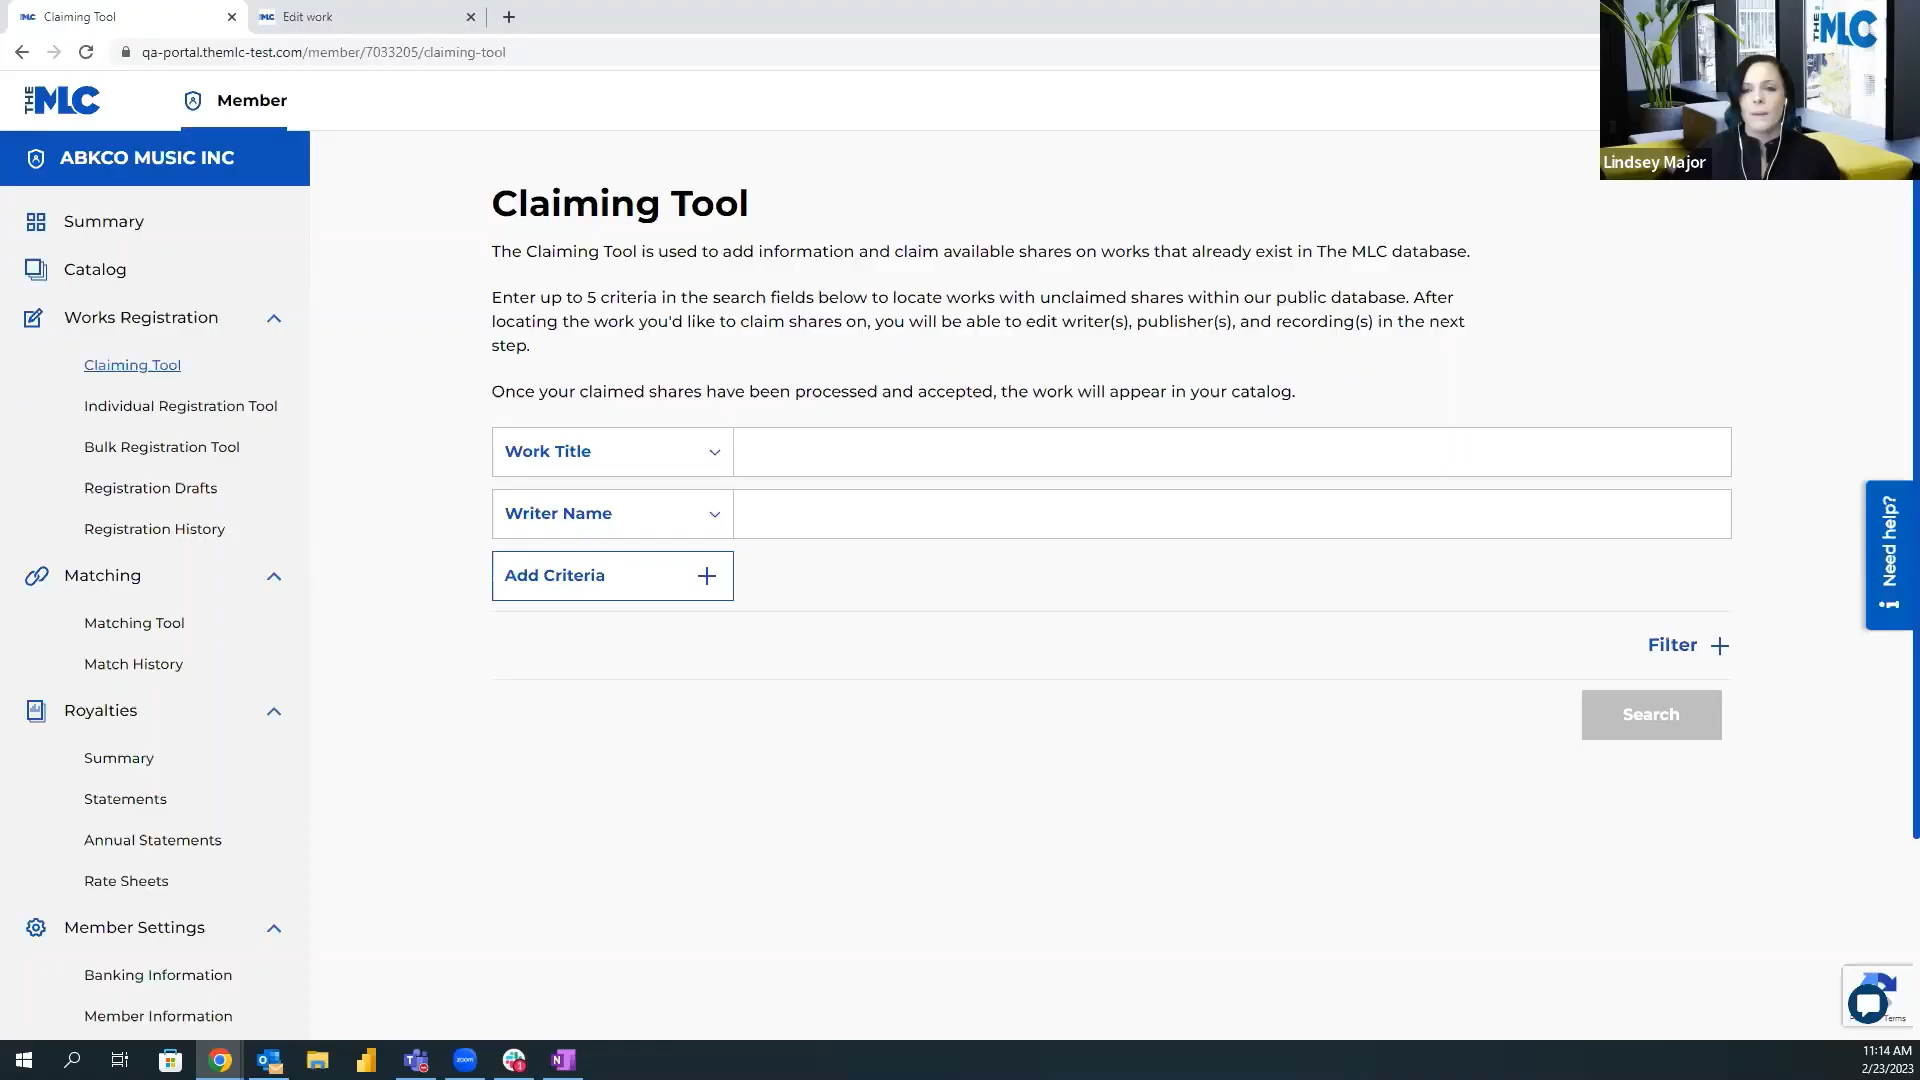 Claiming Tool
Edit work
qa-portal.themlc-test.com/member/7033205/claiming-tool
THE MLC
Member
THE MLC
Lindsey Major
ABKCO MUSIC INC
Summary
Catalog
Works Registration
Claiming Tool
Individual Registration Tool
Bulk Registration Tool
Registration Drafts
Registration History
Matching
Matching Tool
Match History
Royalties
Summary
Statements
Annual Statements
Rate Sheets
Member Settings
Banking Information
Member Information
Claiming Tool
The Claiming Tool is used to add information and claim available shares on works that already exist in The MLC database.
Enter up to 5 criteria in the search fields below to locate works with unclaimed shares within our public database. After
locating the work you'd like to claim shares on, you will be able to edit writer(s), publisher(s), and recording(s) in the next
step.
Once your claimed shares have been processed and accepted, the work will appear in your catalog.
Work Title
Writer Name
Add Criteria
Filter
Search
Need help?
Terms
zoom
11:14 AM
2/23/2023